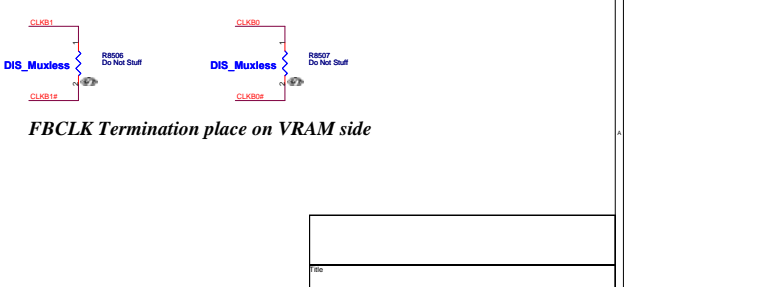 CLKB1
CLKB0
1
1
R8506
Do Not Stuff
R8507
Do Not Stuff
DIS_Muxless
DIS_Muxless
2
2
CLKB1#
CLKB0#
FBCLK Termination place on VRAM side
A
Title